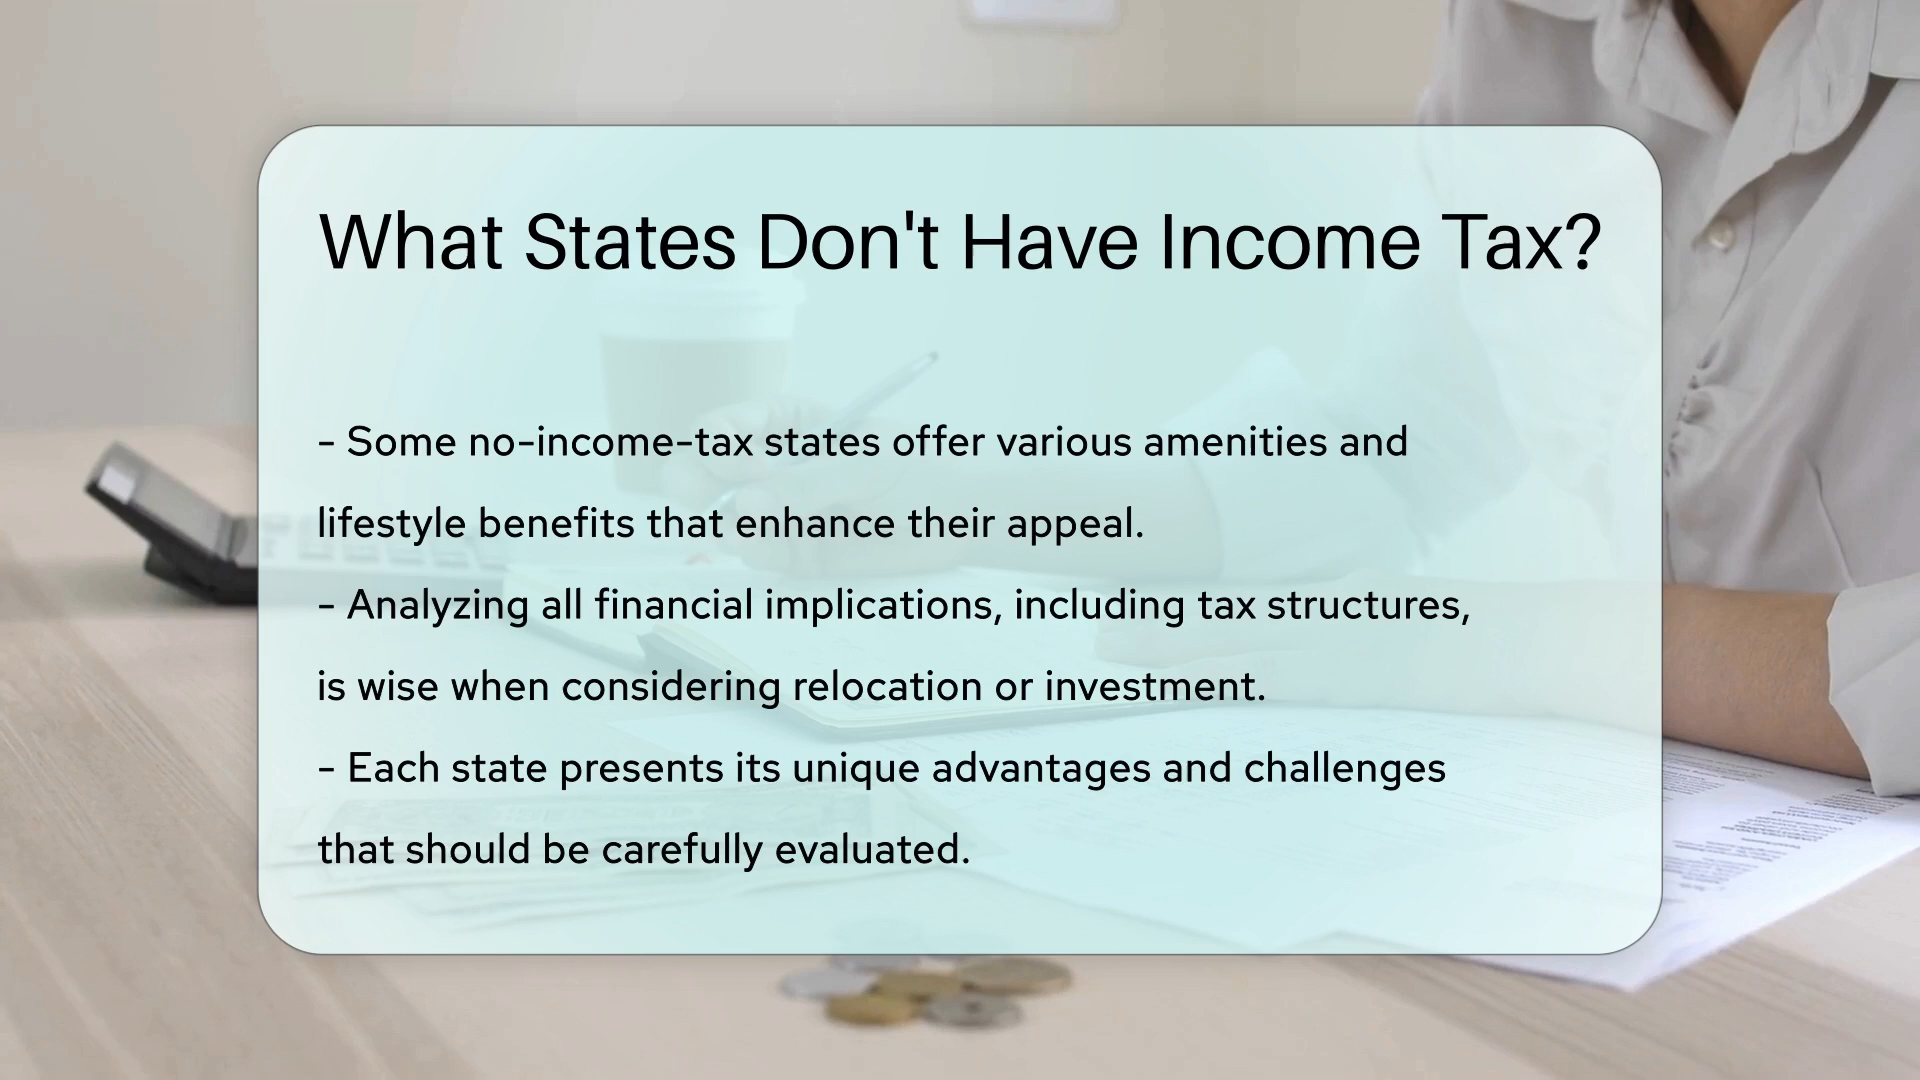 What States Don't Have Income Tax?
- Some no-income-tax states offer various amenities and
lifestyle benefits that enhance their appeal.
- Analyzing all financial implications, including tax structures,
is wise when considering relocation or investment.
- Each state presents its unique advantages and challenges
that should be carefully evaluated.